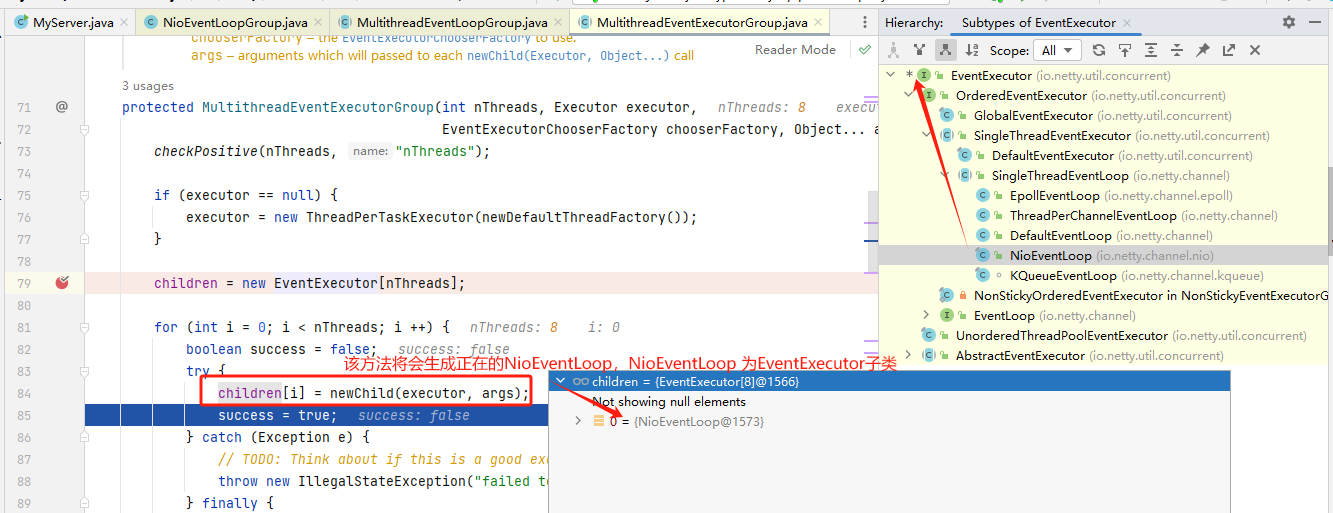 MyServer.java
NioEventLoopGroup.java
MultithreadEventLoopGroup.java
MultithreadEventExecutorGroup.java
chooserFactory – the EventExecutorChooserFactory to use.
args – arguments which will passed to each newChild(Executor, Object...) call
Reader Mode
3 usages
71 @ protected MultithreadEventExecutorGroup(int nThreads, Executor executor, nThreads: 8
72 EventExecutorChooserFactory chooserFactory, Object...
73 checkPositive(nThreads, name: "nThreads");
74
75 if (executor == null) {
76 executor = new ThreadPerTaskExecutor(newDefaultThreadFactory());
77 }
78
79 children = new EventExecutor[nThreads];
80
81 for (int i = 0; i < nThreads; i ++) { nThreads: 8 i: 0
82 boolean success = false; success: false
该方法将会生成正在的NioEventLoop，NioEventLoop 为EventExecutor子类
83 try {
84 children[i] = newChild(executor, args);
85 success = true; success: false
86 } catch (Exception e) {
87 // TODO: Think about if this is a good
88 throw new IllegalStateException("failed
89 } finally {
children = {EventExecutor[8]@1566}
Not showing null elements
0 = {NioEventLoop@1573}
Hierarchy: Subtypes of EventExecutor
Scope: All
* EventExecutor (io.netty.util.concurrent)
OrderedEventExecutor (io.netty.util.concurrent)
GlobalEventExecutor (io.netty.util.concurrent)
SingleThreadEventExecutor (io.netty.util.concurrent)
DefaultEventExecutor (io.netty.util.concurrent)
SingleThreadEventLoop (io.netty.channel)
EpollEventLoop (io.netty.channel.epoll)
ThreadPerChannelEventLoop (io.netty.channel)
DefaultEventLoop (io.netty.channel)
NioEventLoop (io.netty.channel.nio)
KQueueEventLoop (io.netty.channel.kqueue)
NonStickyOrderedEventExecutor in NonStickyEventExecutorG
EventLoop (io.netty.channel)
UnorderedThreadPoolEventExecutor (io.netty.util.concurrent)
AbstractEventExecutor (io.netty.util.concurrent)